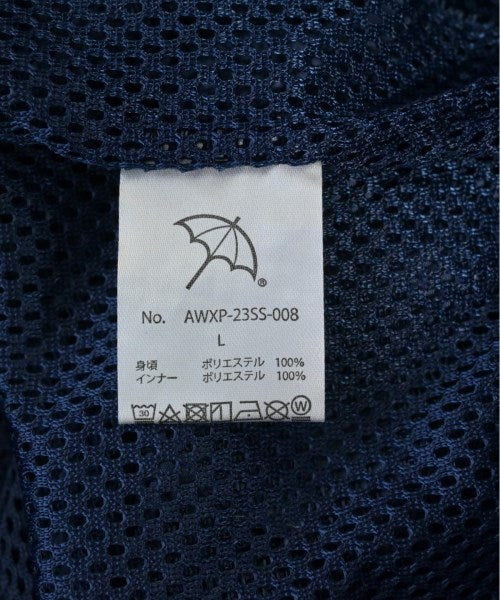 ®
No. AWXP-23SS-008
L
身頃 ポリエステル 100%
インナー ポリエステル 100%
30 W